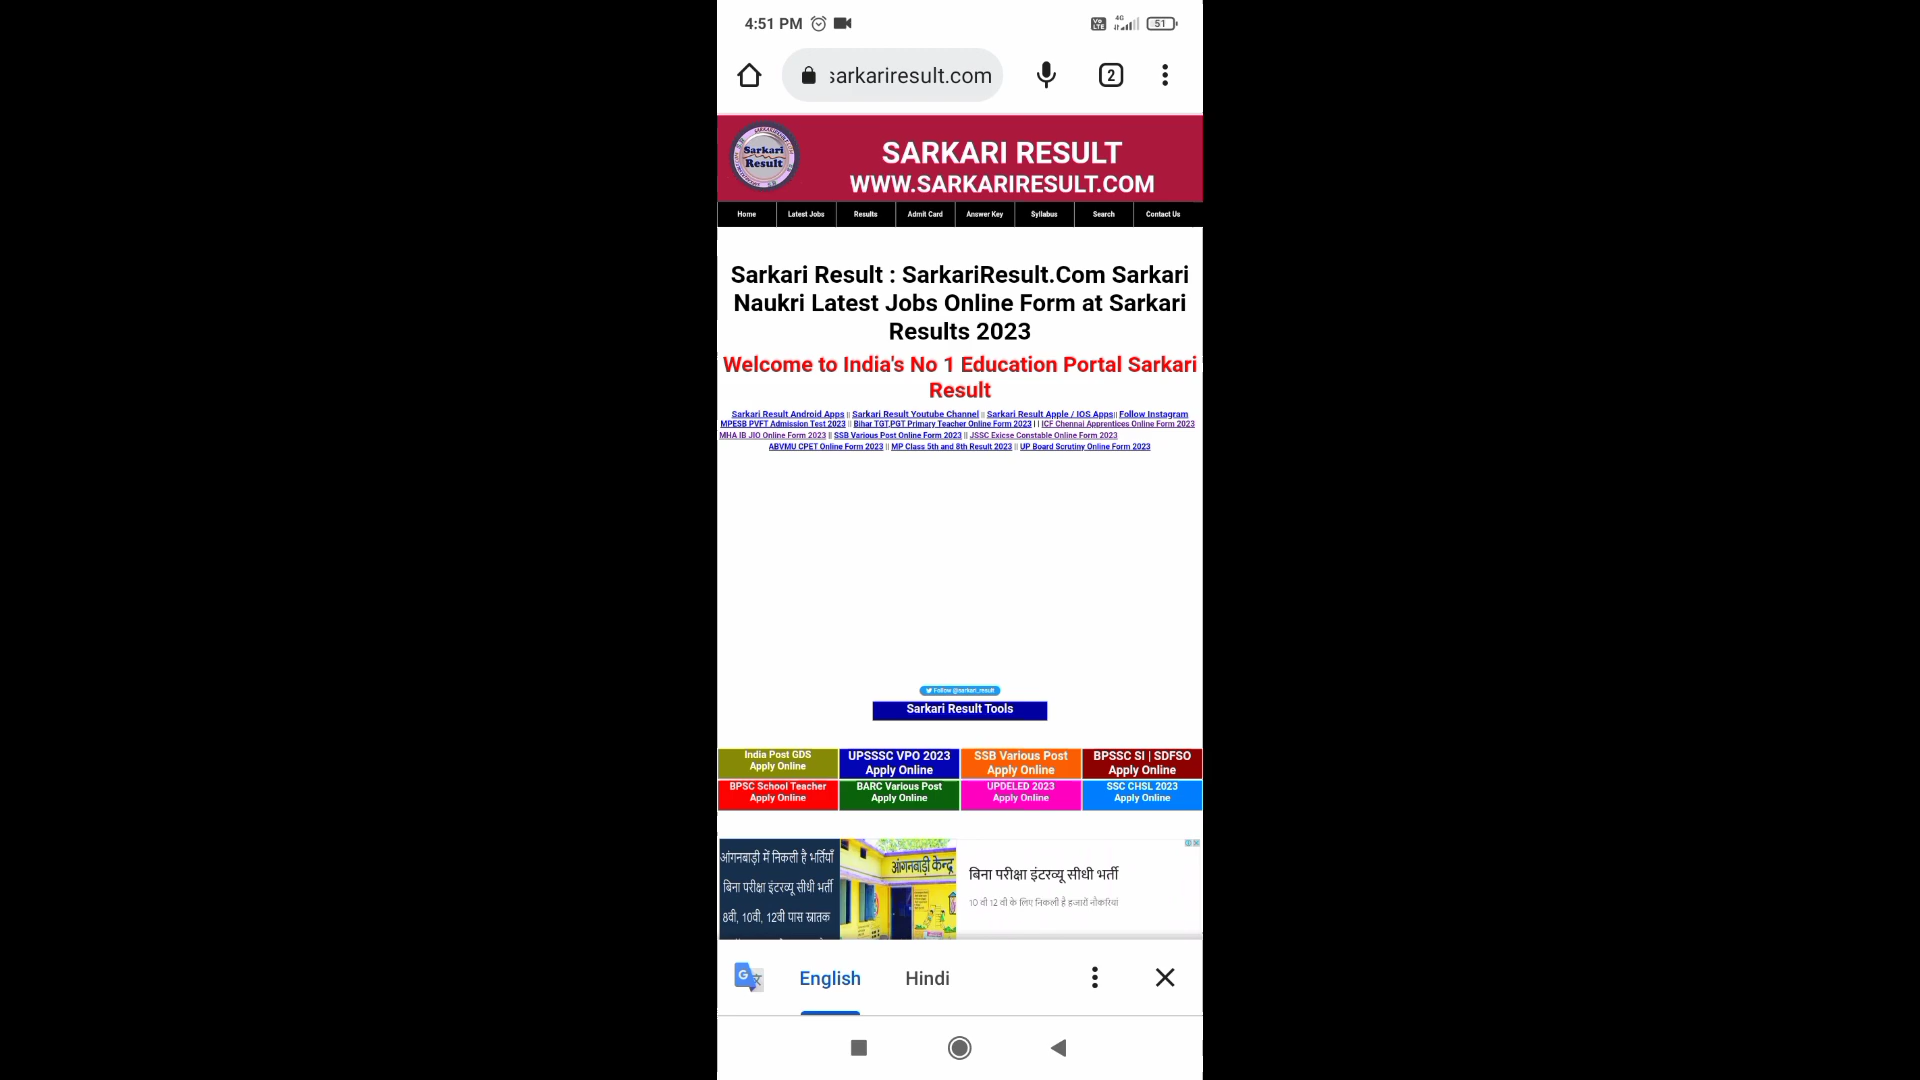 4:51 PM
Vo LTE
4G
51
sarkariresult.com
2
Sarkari
Result
SARKARI RESULT
WWW.SARKARIRESULT.COM
Home Latest Jobs Results Admit Card Answer Key Syllabus Search Contact Us
Sarkari Result : SarkariResult.Com Sarkari
Naukri Latest Jobs Online Form at Sarkari
Results 2023
Welcome to India's No 1 Education Portal Sarkari
Result
Sarkari Result Android Apps || Sarkari Result Youtube Channel || Sarkari Result Apple / IOS Apps|| Follow Instagram
MPESB PVFT Admission Test 2023 || Bihar TGT,PGT Primary Teacher Online Form 2023 | | ICF Chennai Apprentices Online Form 2023
MHA IB JIO Online Form 2023 || SSB Various Post Online Form 2023 || JSSC Exicse Constable Online Form 2023
ABVMU CPET Online Form 2023 || MP Class 5th and 8th Result 2023 || UP Board Scrutiny Online Form 2023
Follow @sarkari_result
Sarkari Result Tools
India Post GDS
Apply Online
UPSSSC VPO 2023
Apply Online
SSB Various Post
Apply Online
BPSSC SI | SDFSO
Apply Online
BPSC School Teacher
Apply Online
BARC Various Post
Apply Online
UPDELED 2023
Apply Online
SSC CHSL 2023
Apply Online
आंगनबाड़ी में निकली है भर्तियाँ
बिना परीक्षा इंटरव्यू सीधी भर्ती
8वी, 10वी, 12वी पास स्नातक
आंगनवाड़ी केन्द्र
बिना परीक्षा इंटरव्यू सीधी भर्ती
10 वी 12 वी के लिए निकली है हजारों नौकरियां
English Hindi